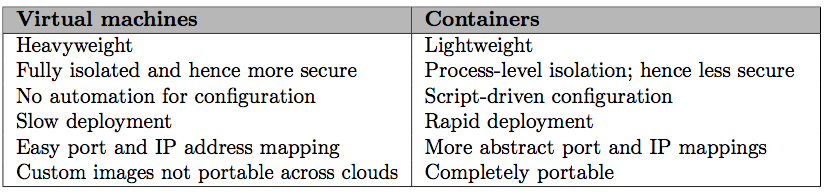 Virtual machines Containers
Heavyweight Lightweight
Fully isolated and hence more secure Process-level isolation; hence less secure
No automation for configuration Script-driven configuration
Slow deployment Rapid deployment
Easy port and IP address mapping More abstract port and IP mappings
Custom images not portable across clouds Completely portable